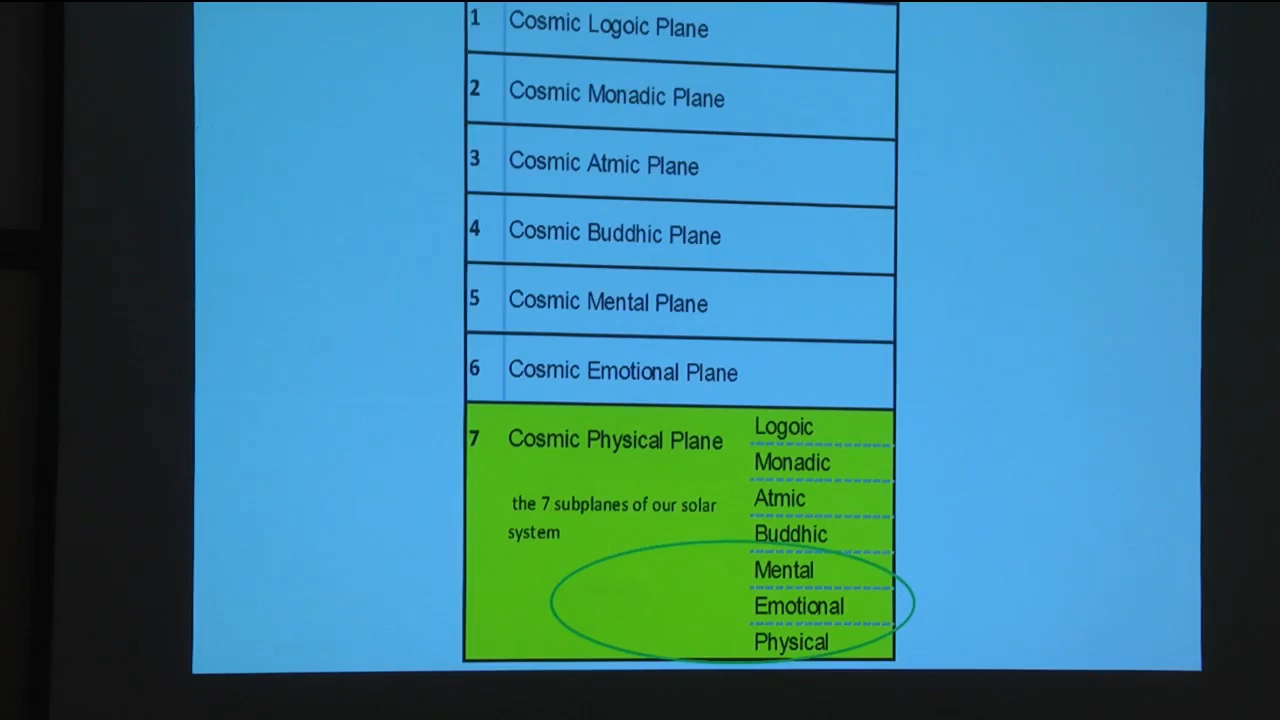 1 Cosmic Logoic Plane
2 Cosmic Monadic Plane
3 Cosmic Atmic Plane
4 Cosmic Buddhic Plane
5 Cosmic Mental Plane
6 Cosmic Emotional Plane
7 Cosmic Physical Plane
the 7 subplanes of our solar
system
Logoic
Monadic
Atmic
Buddhic
Mental
Emotional
Physical